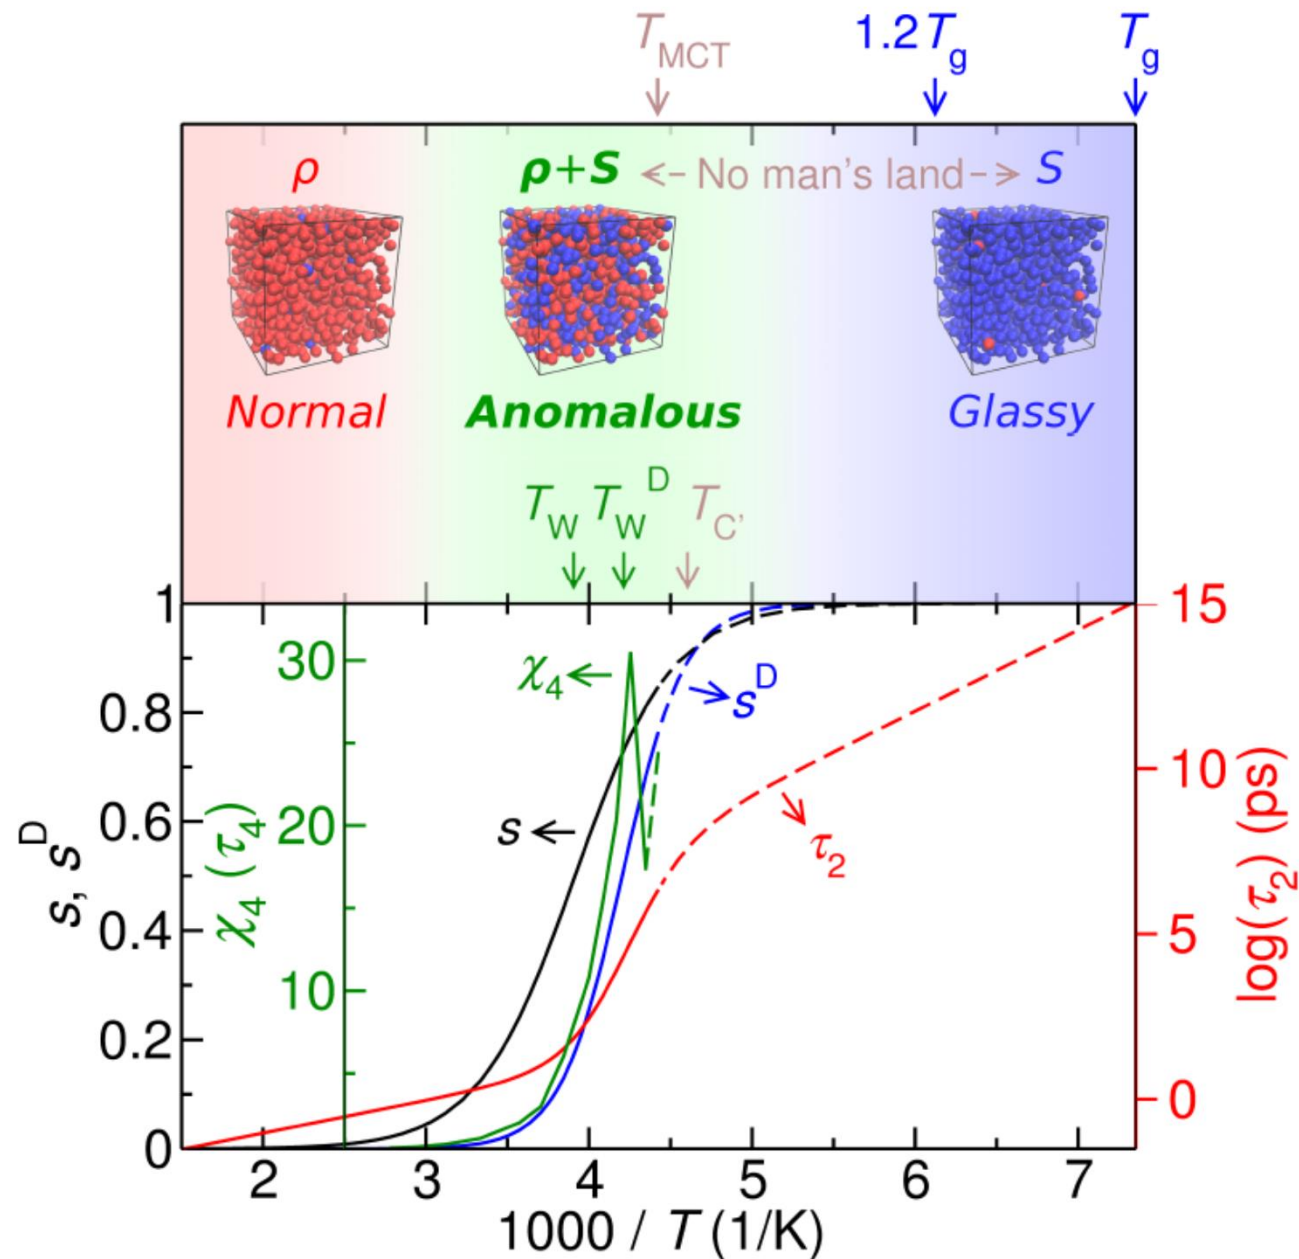 T_MCT 1.2T_g T_g
ρ ρ+S ←- No man's land -→ S
Normal Anomalous Glassy
T_W T_W^D T_C'
1 15
30
χ₄ ← → s^D
0.8
10
0.6 20
s ← τ₂
s, s^D χ₄ (τ₄) log(τ₂) (ps)
0.4 5
10
0.2
0
0
2 3 4 5 6 7
1000 / T (1/K)